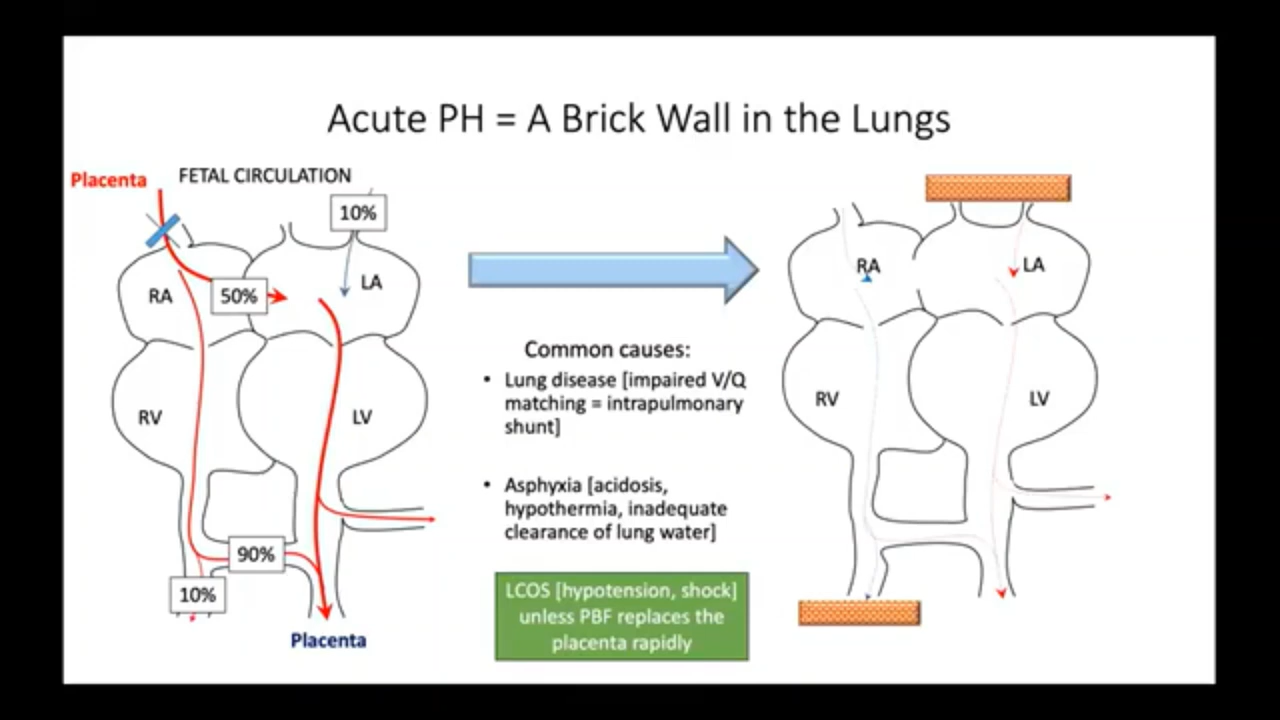 Acute PH = A Brick Wall in the Lungs
Placenta
FETAL CIRCULATION
10%
RA
50%
LA
RV
LV
90%
10%
Placenta
Common causes:
• Lung disease [impaired V/Q
matching = intrapulmonary
shunt]
• Asphyxia [acidosis,
hypothermia, inadequate
clearance of lung water]
LCOS [hypotension, shock]
unless PBF replaces the
placenta rapidly
RA
LA
RV
LV